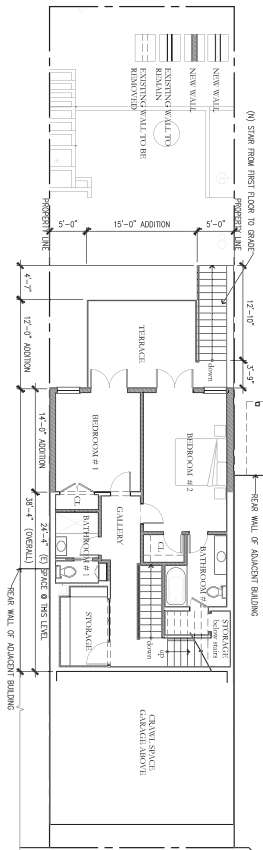 NEW WALL
NEW WALL
EXISTING WALL TO
REMAIN
EXISTING WALL TO BE
REMOVED
(N) STAIR FROM FIRST FLOOR TO GRADE
PROPERTY LINE
5'-0"
15'-0" ADDITION
5'-0"
PROPERTY LINE
12'-10"
3'-9"
4'-7"
12'-0" ADDITION
14'-0" ADDITION
24'-4" (E) SPACE @ THIS LEVEL
38'-4" (OVERALL)
down
TERRACE
REAR WALL OF ADJACENT BUILDING
BEDROOM # 2
BEDROOM # 1
CL.
GALLERY
CL.
BATHROOM #
BATHROOM # 1
STORAGE
below stairs
up
down
STORAGE
REAR WALL OF ADJACENT BUILDING
CRAWL SPACE
GARAGE ABOVE